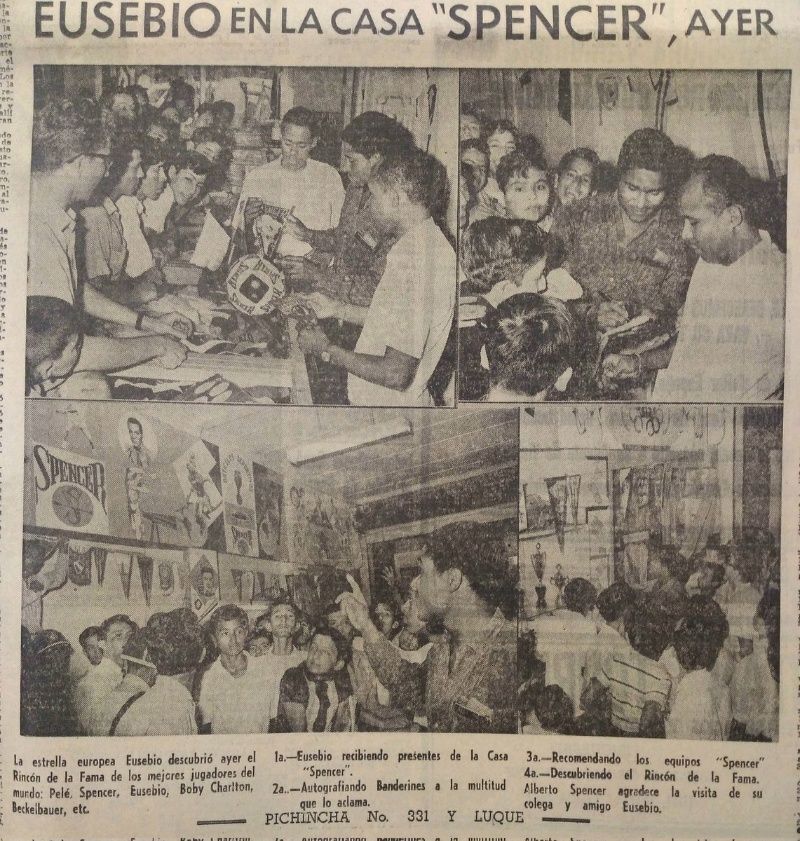 EUSEBIO EN LA CASA "SPENCER", AYER
SPENCER
La estrella europea Eusebio descubrió ayer el
Rincón de la Fama de los mejores jugadores del
mundo: Pelé, Spencer, Eusebio, Boby Charlton,
Beckelbauer, etc.
1a.—Eusebio recibiendo presentes de la Casa
"Spencer".
2a..—Autografiando Banderines a la multitud
que lo aclama.
3a.—Recomendando los equipos "Spencer"
4a.—Descubriendo el Rincón de la Fama.
Alberto Spencer agradece la visita de su
colega y amigo Eusebio.
PICHINCHA No. 331 Y LUQUE